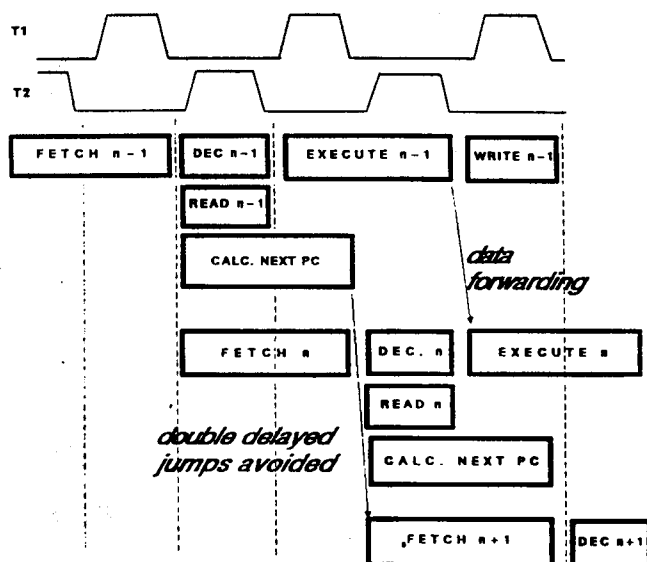 T1
T2
FETCH n-1
DEC n-1
EXECUTE n-1
WRITE n-1
READ n-1
CALC. NEXT PC
data
forwarding
FETCH n
DEC. n
EXECUTE n
READ n
double delayed
jumps avoided
CALC. NEXT PC
FETCH n+1
DEC n+1